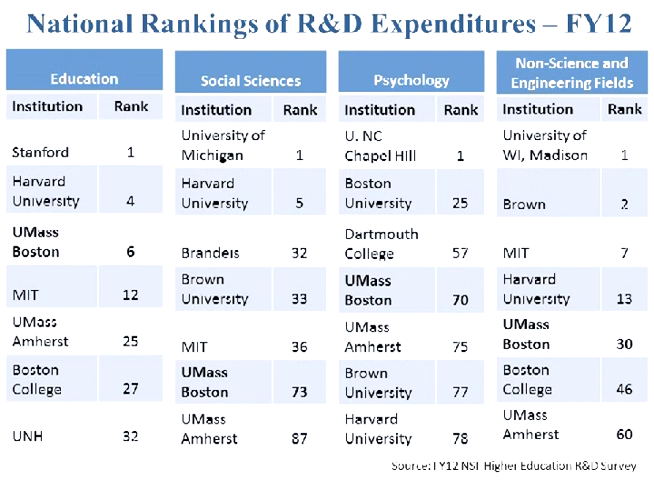 National Rankings of R&D Expenditures – FY12
Education
Institution Rank
Stanford 1
Harvard
University 4
UMass
Boston 6
MIT 12
UMass
Amherst 25
Boston
College 27
UNH 32
Social Sciences
Institution Rank
University of
Michigan 1
Harvard
University 5
Brandeis 32
Brown
University 33
MIT 36
UMass
Boston 73
UMass
Amherst 87
Psychology
Institution Rank
U. NC
Chapel Hill 1
Boston
University 25
Dartmouth
College 57
UMass
Boston 70
UMass
Amherst 75
Brown
University 77
Harvard
University 78
Non-Science and
Engineering Fields
Institution Rank
University of
WI, Madison 1
Brown 2
MIT 7
Harvard
University 13
UMass
Boston 30
Boston
College 46
UMass
Amherst 60
Source: FY12 NSF Higher Education R&D Survey